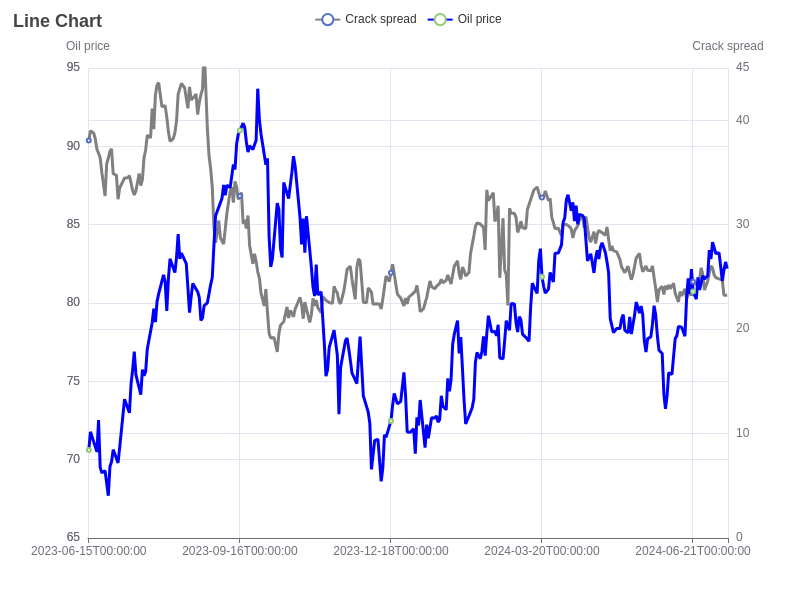 Line Chart
Crack spread
Oil price
Oil price
Crack spread
95
90
85
80
75
70
65
45
40
30
20
10
0
2023-06-15T00:00:00
2023-09-16T00:00:00
2023-12-18T00:00:00
2024-03-20T00:00:00
2024-06-21T00:00:00